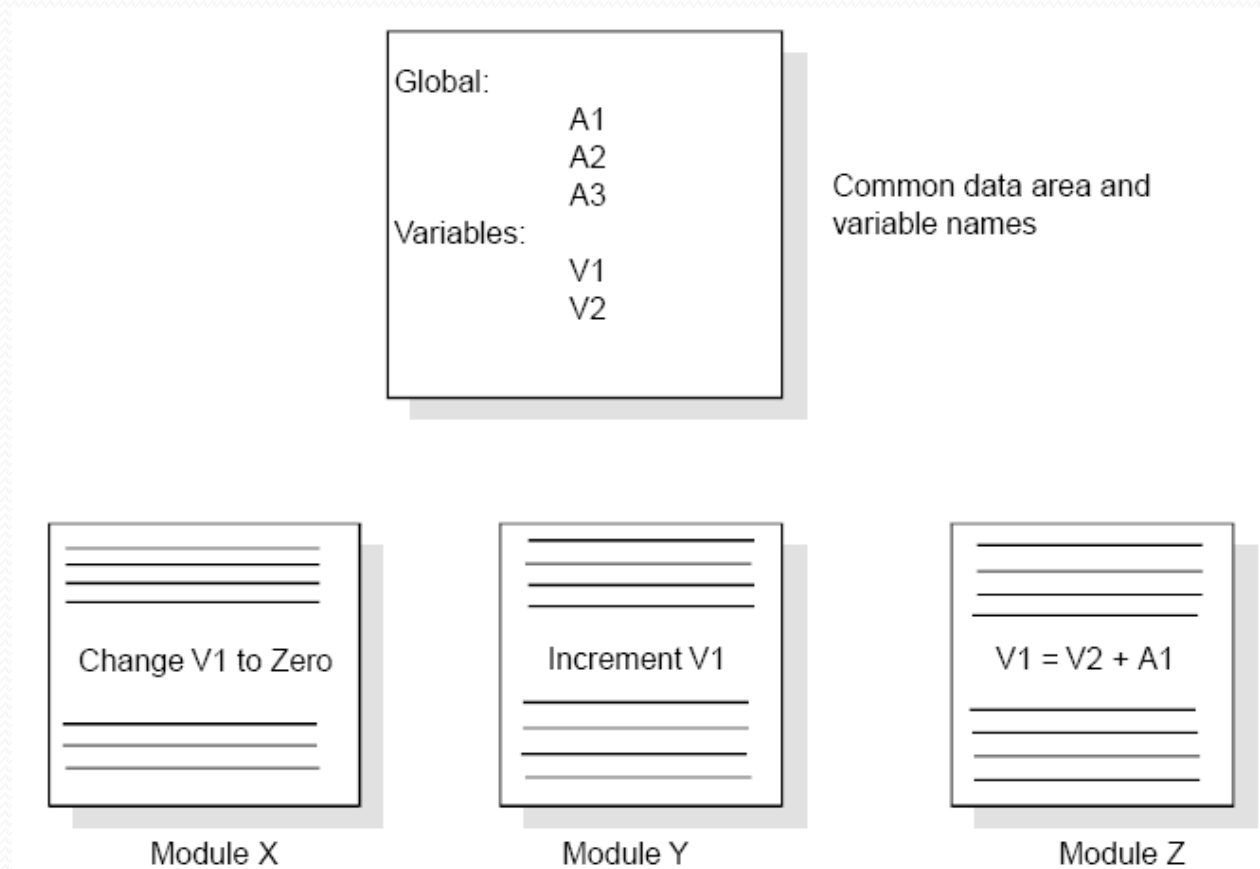 Global:
A1
A2
A3
Variables:
V1
V2
Common data area and
variable names
Change V1 to Zero
Increment V1
V1 = V2 + A1
Module X
Module Y
Module Z